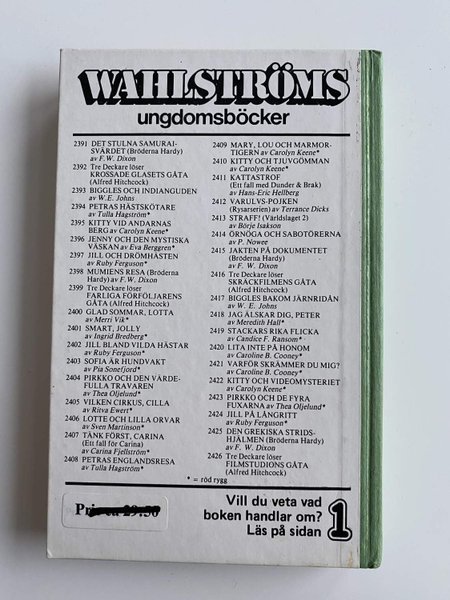 WAHLSTRÖMS
ungdomsböcker
2391 DET STULNA SAMURAI-
SVÄRDET (Bröderna Hardy)
av F.W. Dixon
2392 Tre Deckare löser
KROSSADE GLASETS GÅTA
(Alfred Hitchcock)
2393 BIGGLES OCH INDIANGUDEN
av W.E. Johns
2394 PETRAS HÄSTSKÖTARE
av Tulla Hagström*
2395 KITTY VID ANDARNAS
BERG av Carolyn Keene*
2396 JENNY OCH DEN MYSTISKA
VÄSKAN av Eva Berggren*
2397 JILL OCH DRÖMHÄSTEN
av Ruby Ferguson*
2398 MUMIENS RESA (Bröderna
Hardy) av F.W. Dixon
2399 Tre Deckare löser
FARLIGA FÖRFÖLJARENS
GÅTA (Alfred Hitchcock)
2400 GLAD SOMMAR, LOTTA
av Merri Vik*
2401 SMART, JOLLY
av Ingrid Bredberg*
2402 JILL BLAND VILDA HÄSTAR
av Ruby Ferguson*
2403 SOFIA ÄR HUNDVAKT
av Pia Sonefjord*
2404 PIRKKO OCH DEN VÄRDE-
FULLA TRAVAREN
av Thea Oljelund*
2405 VILKEN CIRKUS, CILLA
av Ritva Ewert*
2406 LOTTE OCH LILLA ORVAR
av Sven Martinson*
2407 TÄNK FÖRST, CARINA
(Ett fall för Carina)
av Carina Fjellström*
2408 PETRAS ENGLANDSRESA
av Tulla Hagström*
2409 MARY, LOU OCH MARMOR-
TIGERN av Carolyn Keene*
2410 KITTY OCH TJUVGÖMMAN
av Carolyn Keene*
2411 KATTASTROF
(Ett fall med Dunder & Brak)
av Hans-Eric Hellberg
2412 VARULVS-POJKEN
(Rysarserien) av Terrance Dicks
2413 STRAFF! (Världslaget 2)
av Börje Isakson
2414 ÖRNÖGA OCH SABOTÖRERNA
av P. Nowee
2415 JAKTEN PÅ DOKUMENTET
(Bröderna Hardy)
av F. W. Dixon
2416 Tre Deckare löser
SKRÄCKFILMENS GÅTA
(Alfred Hitchcock)
2417 BIGGLES BAKOM JÄRNRIDÅN
av W. E. Johns
2418 JAG ÄLSKAR DIG, PETER
av Meredith Hall*
2419 STACKARS RIKA FLICKA
av Candice F. Ransom*
2420 LITA INTE PÅ HONOM
av Caroline B. Cooney*
2421 VARFÖR SKRÄMMER DU MIG?
av Caroline B. Cooney*
2422 KITTY OCH VIDEOMYSTERIET
av Carolyn Keene*
2423 PIRKKO OCH DE FYRA
FUXARNA av Thea Oljelund*
2424 JILL PÅ LÅNGRITT
av Ruby Ferguson*
2425 DEN GREKISKA STRIDS-
HJÄLMEN (Bröderna Hardy)
av F. W. Dixon
2426 Tre Deckare löser
FILMSTUDIONS GÅTA
(Alfred Hitchcock)
* = röd rygg
Vill du veta vad
boken handlar om?
Läs på sidan 1